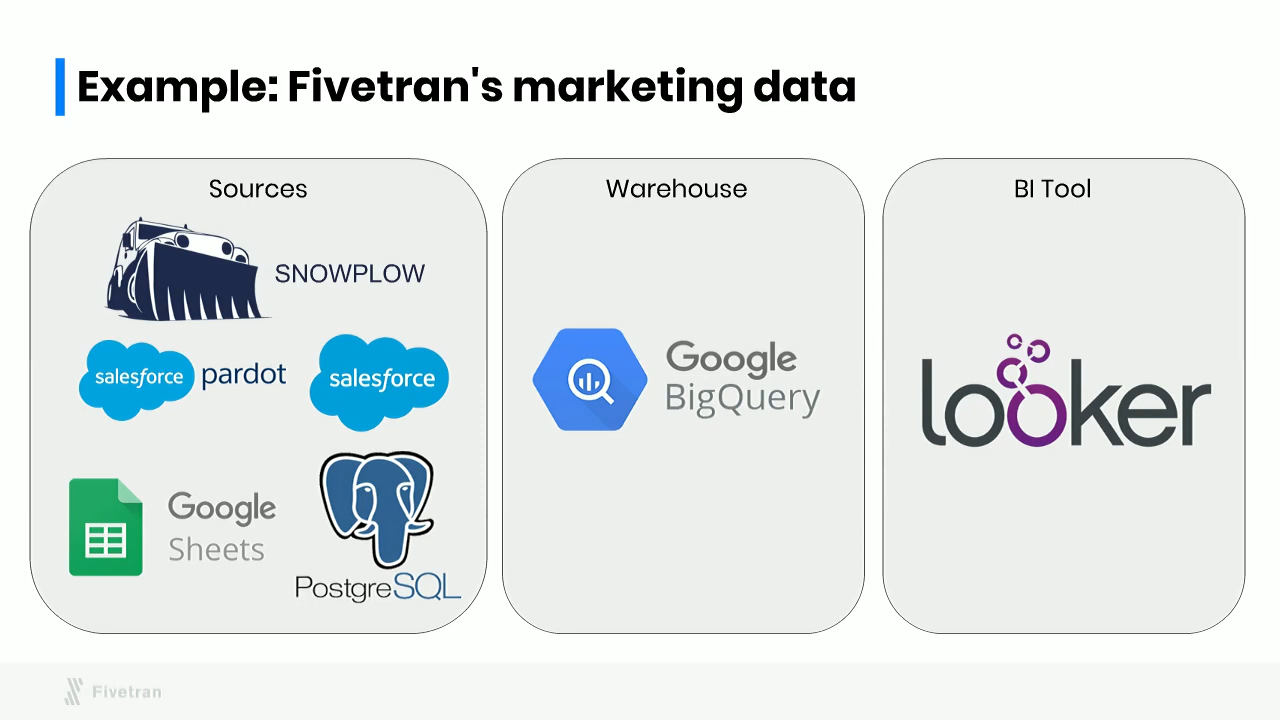 Example: Fivetran's marketing data
Sources
SNOWPLOW
salesforce pardot
salesforce
Google
Sheets
PostgreSQL
Warehouse
Google
BigQuery
BI Tool
looker
Fivetran